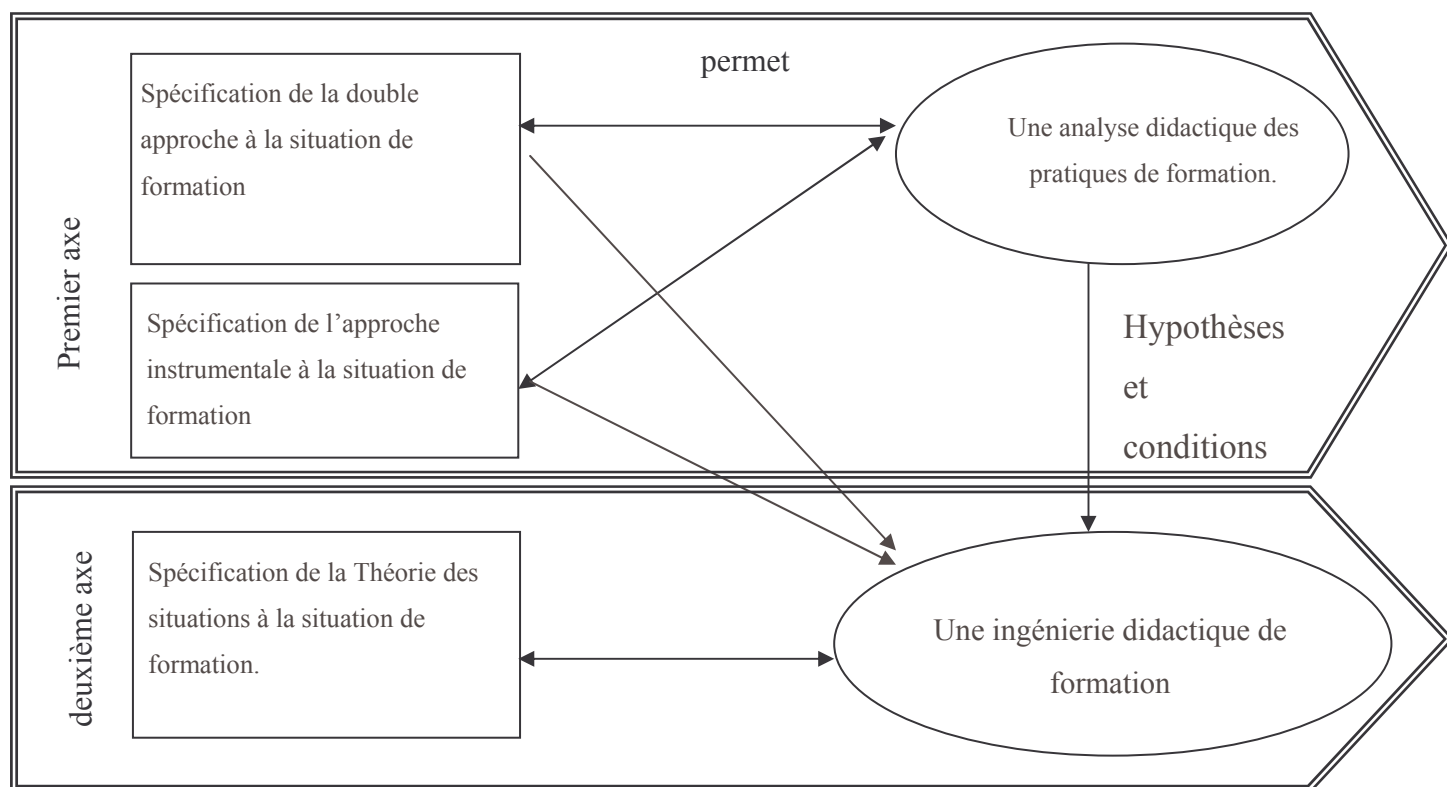 Premier axe
Spécification de la double
approche à la situation de
formation
permet
Une analyse didactique des
pratiques de formation.
Spécification de l’approche
instrumentale à la situation de
formation
Hypothèses
et
conditions
deuxième axe
Spécification de la Théorie des
situations à la situation de
formation.
Une ingénierie didactique de
formation